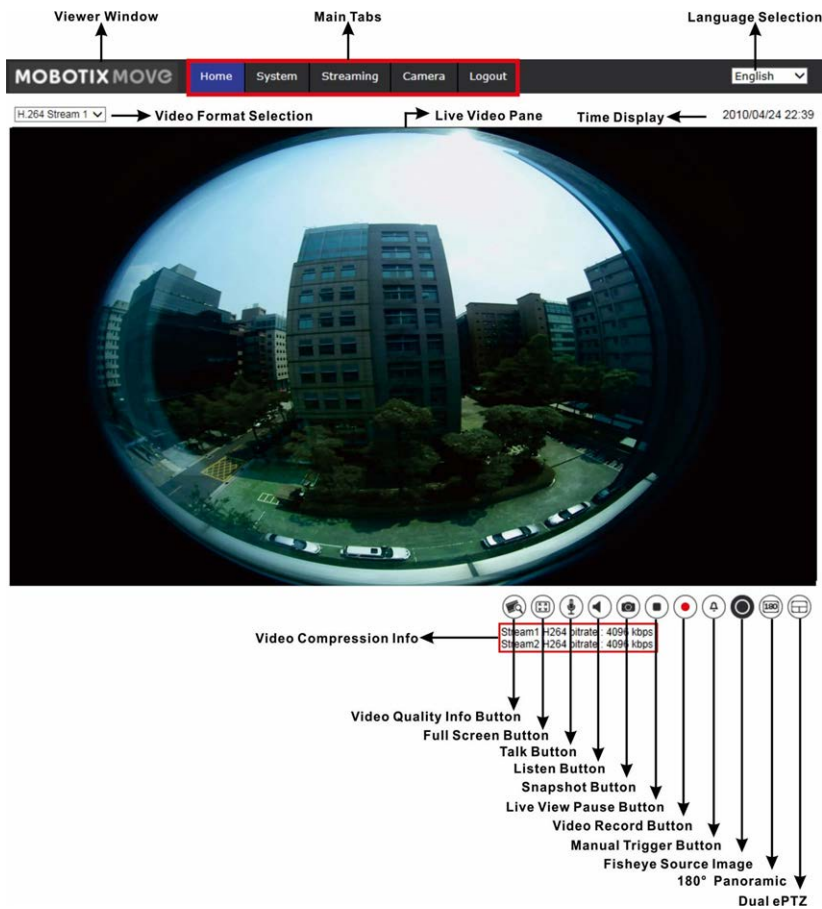 Viewer Window
Main Tabs
Language Selection
MOBOTIX MOVE
Home System Streaming Camera Logout
English
H.264 Stream 1
Video Format Selection
Live Video Pane
Time Display
2010/04/24 22:39
180
Video Compression Info
Stream1 H264 bitrate : 4096 kbps
Stream2 H264 bitrate : 4096 kbps
Video Quality Info Button
Full Screen Button
Talk Button
Listen Button
Snapshot Button
Live View Pause Button
Video Record Button
Manual Trigger Button
Fisheye Source Image
180° Panoramic
Dual ePTZ